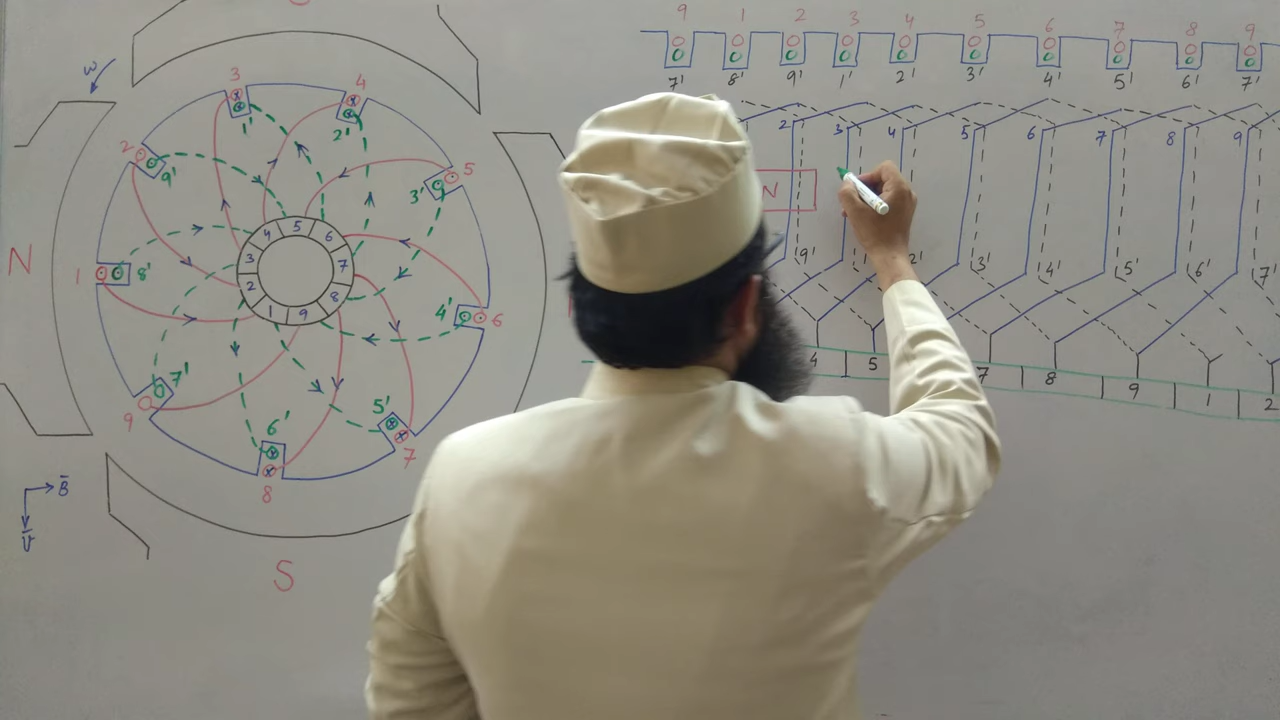 S
ω
N
3
4
1'
2'
2
9'
5
3'
1
8'
4 5 6
3 7
2 8
1 9
4'
6
9
7'
6'
5'
8
7
B̄
V̄
S
9 1 2 3 4 5 6 7 8 9
7' 8' 9' 1' 2' 3' 4' 5' 6' 7'
2 3 4 5 6 7 8 9
N
9' 1' 2' 3' 4' 5' 6' 7'
4 5 7 8 9 1 2